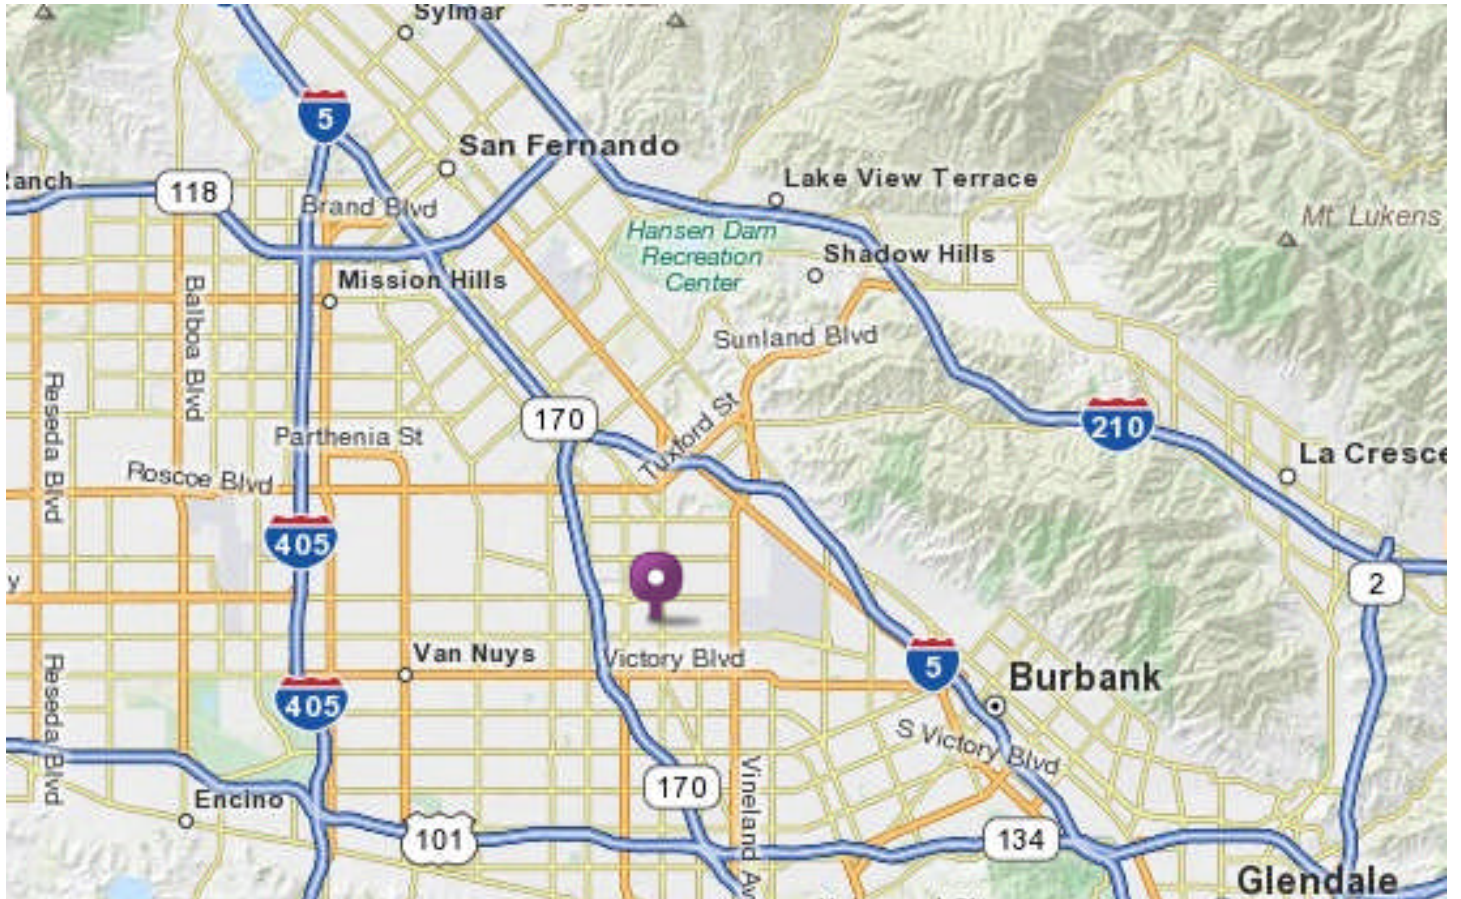 Sylmar
5
San Fernando
118
Lake View Terrace
Brand Blvd
Mt. Lukens
Hansen Dam
Recreation
Center
Shadow Hills
Mission Hills
Balboa Blvd
Sunland Blvd
Reseda Blvd
170
Tuxford St
210
Parthenia St
La Cresce
Roscoe Blvd
405
2
Van Nuys
Victory Blvd
5
Burbank
405
Reseda Blvd
S Victory Blvd
170
Vineland Av
Encino
101
134
Glendale